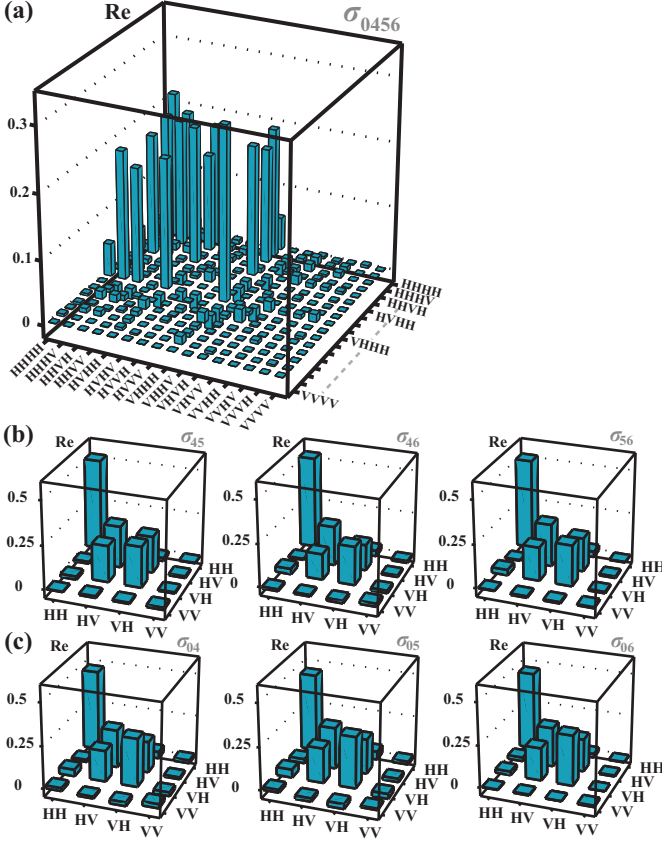 (a)
Re
σ0456
0.3
0.2
0.1
0
HHHH
HHHV
HHVH
HHVV
HVHH
HVHV
HVVH
HVVV
VHHH
VHHV
VHVH
VHVV
VVHH
VVHV
VVVH
VVVV
HHHH
HHHV
HHVH
HVHH
VHHH
VVVV
(b)
Re
σ45
0.5
0.25
0
HH
HV
VH
VV
HH
HV
VH
VV
Re
σ46
0.5
0.25
0
HH
HV
VH
VV
HH
HV
VH
VV
Re
σ56
0.5
0.25
0
HH
HV
VH
VV
HH
HV
VH
VV
(c)
Re
σ04
0.5
0.25
0
HH
HV
VH
VV
HH
HV
VH
VV
Re
σ05
0.5
0.25
0
HH
HV
VH
VV
HH
HV
VH
VV
Re
σ06
0.5
0.25
0
HH
HV
VH
VV
HH
HV
VH
VV